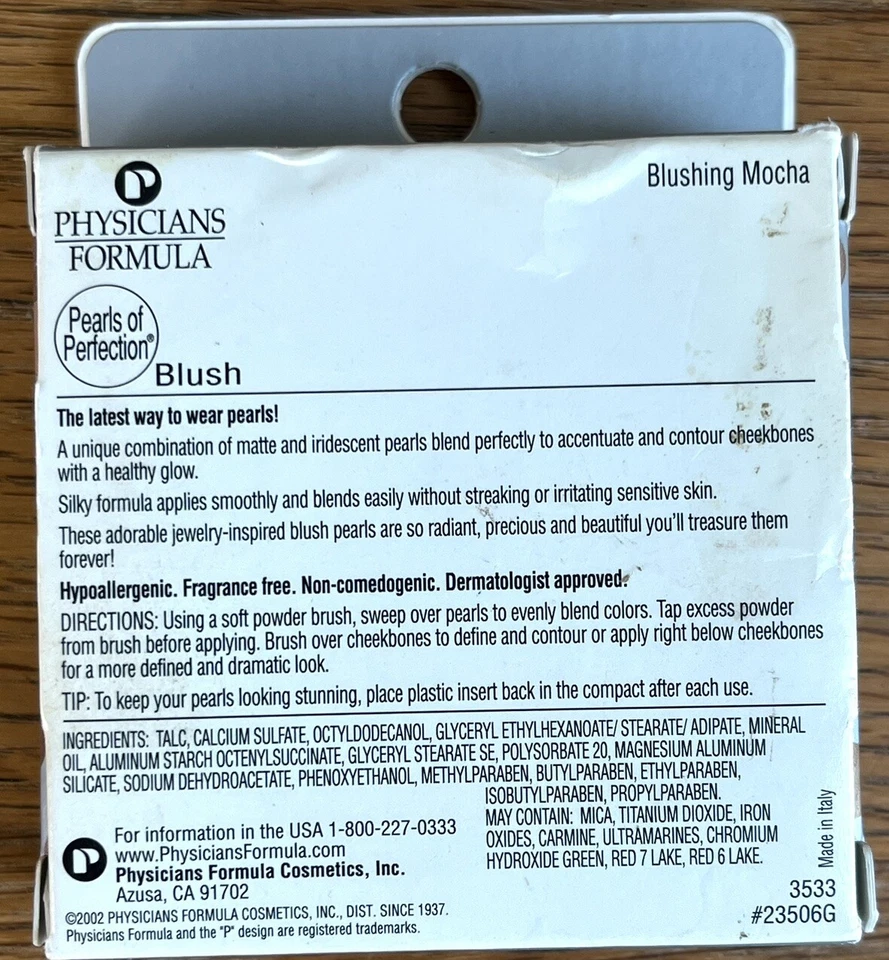 PHYSICIANS
FORMULA
Blushing Mocha
Pearls of
Perfection®
Blush
The latest way to wear pearls!
A unique combination of matte and iridescent pearls blend perfectly to accentuate and contour cheekbones
with a healthy glow.
Silky formula applies smoothly and blends easily without streaking or irritating sensitive skin.
These adorable jewelry-inspired blush pearls are so radiant, precious and beautiful you'll treasure them
forever!
Hypoallergenic. Fragrance free. Non-comedogenic. Dermatologist approved.
DIRECTIONS: Using a soft powder brush, sweep over pearls to evenly blend colors. Tap excess powder
from brush before applying. Brush over cheekbones to define and contour or apply right below cheekbones
for a more defined and dramatic look.
TIP: To keep your pearls looking stunning, place plastic insert back in the compact after each use.
INGREDIENTS: TALC, CALCIUM SULFATE, OCTYLDODECANOL, GLYCERYL ETHYLHEXANOATE/ STEARATE/ ADIPATE, MINERAL
OIL, ALUMINUM STARCH OCTENYLSUCCINATE, GLYCERYL STEARATE SE, POLYSORBATE 20, MAGNESIUM ALUMINUM
SILICATE, SODIUM DEHYDROACETATE, PHENOXYETHANOL, METHYLPARABEN, BUTYLPARABEN, ETHYLPARABEN,
ISOBUTYLPARABEN, PROPYLPARABEN.
MAY CONTAIN: MICA, TITANIUM DIOXIDE, IRON
OXIDES, CARMINE, ULTRAMARINES, CHROMIUM
HYDROXIDE GREEN, RED 7 LAKE, RED 6 LAKE.
Made in Italy
For information in the USA 1-800-227-0333
www.PhysiciansFormula.com
Physicians Formula Cosmetics, Inc.
Azusa, CA 91702
©2002 PHYSICIANS FORMULA COSMETICS, INC., DIST. SINCE 1937.
Physicians Formula and the "P" design are registered trademarks.
3533
#23506G